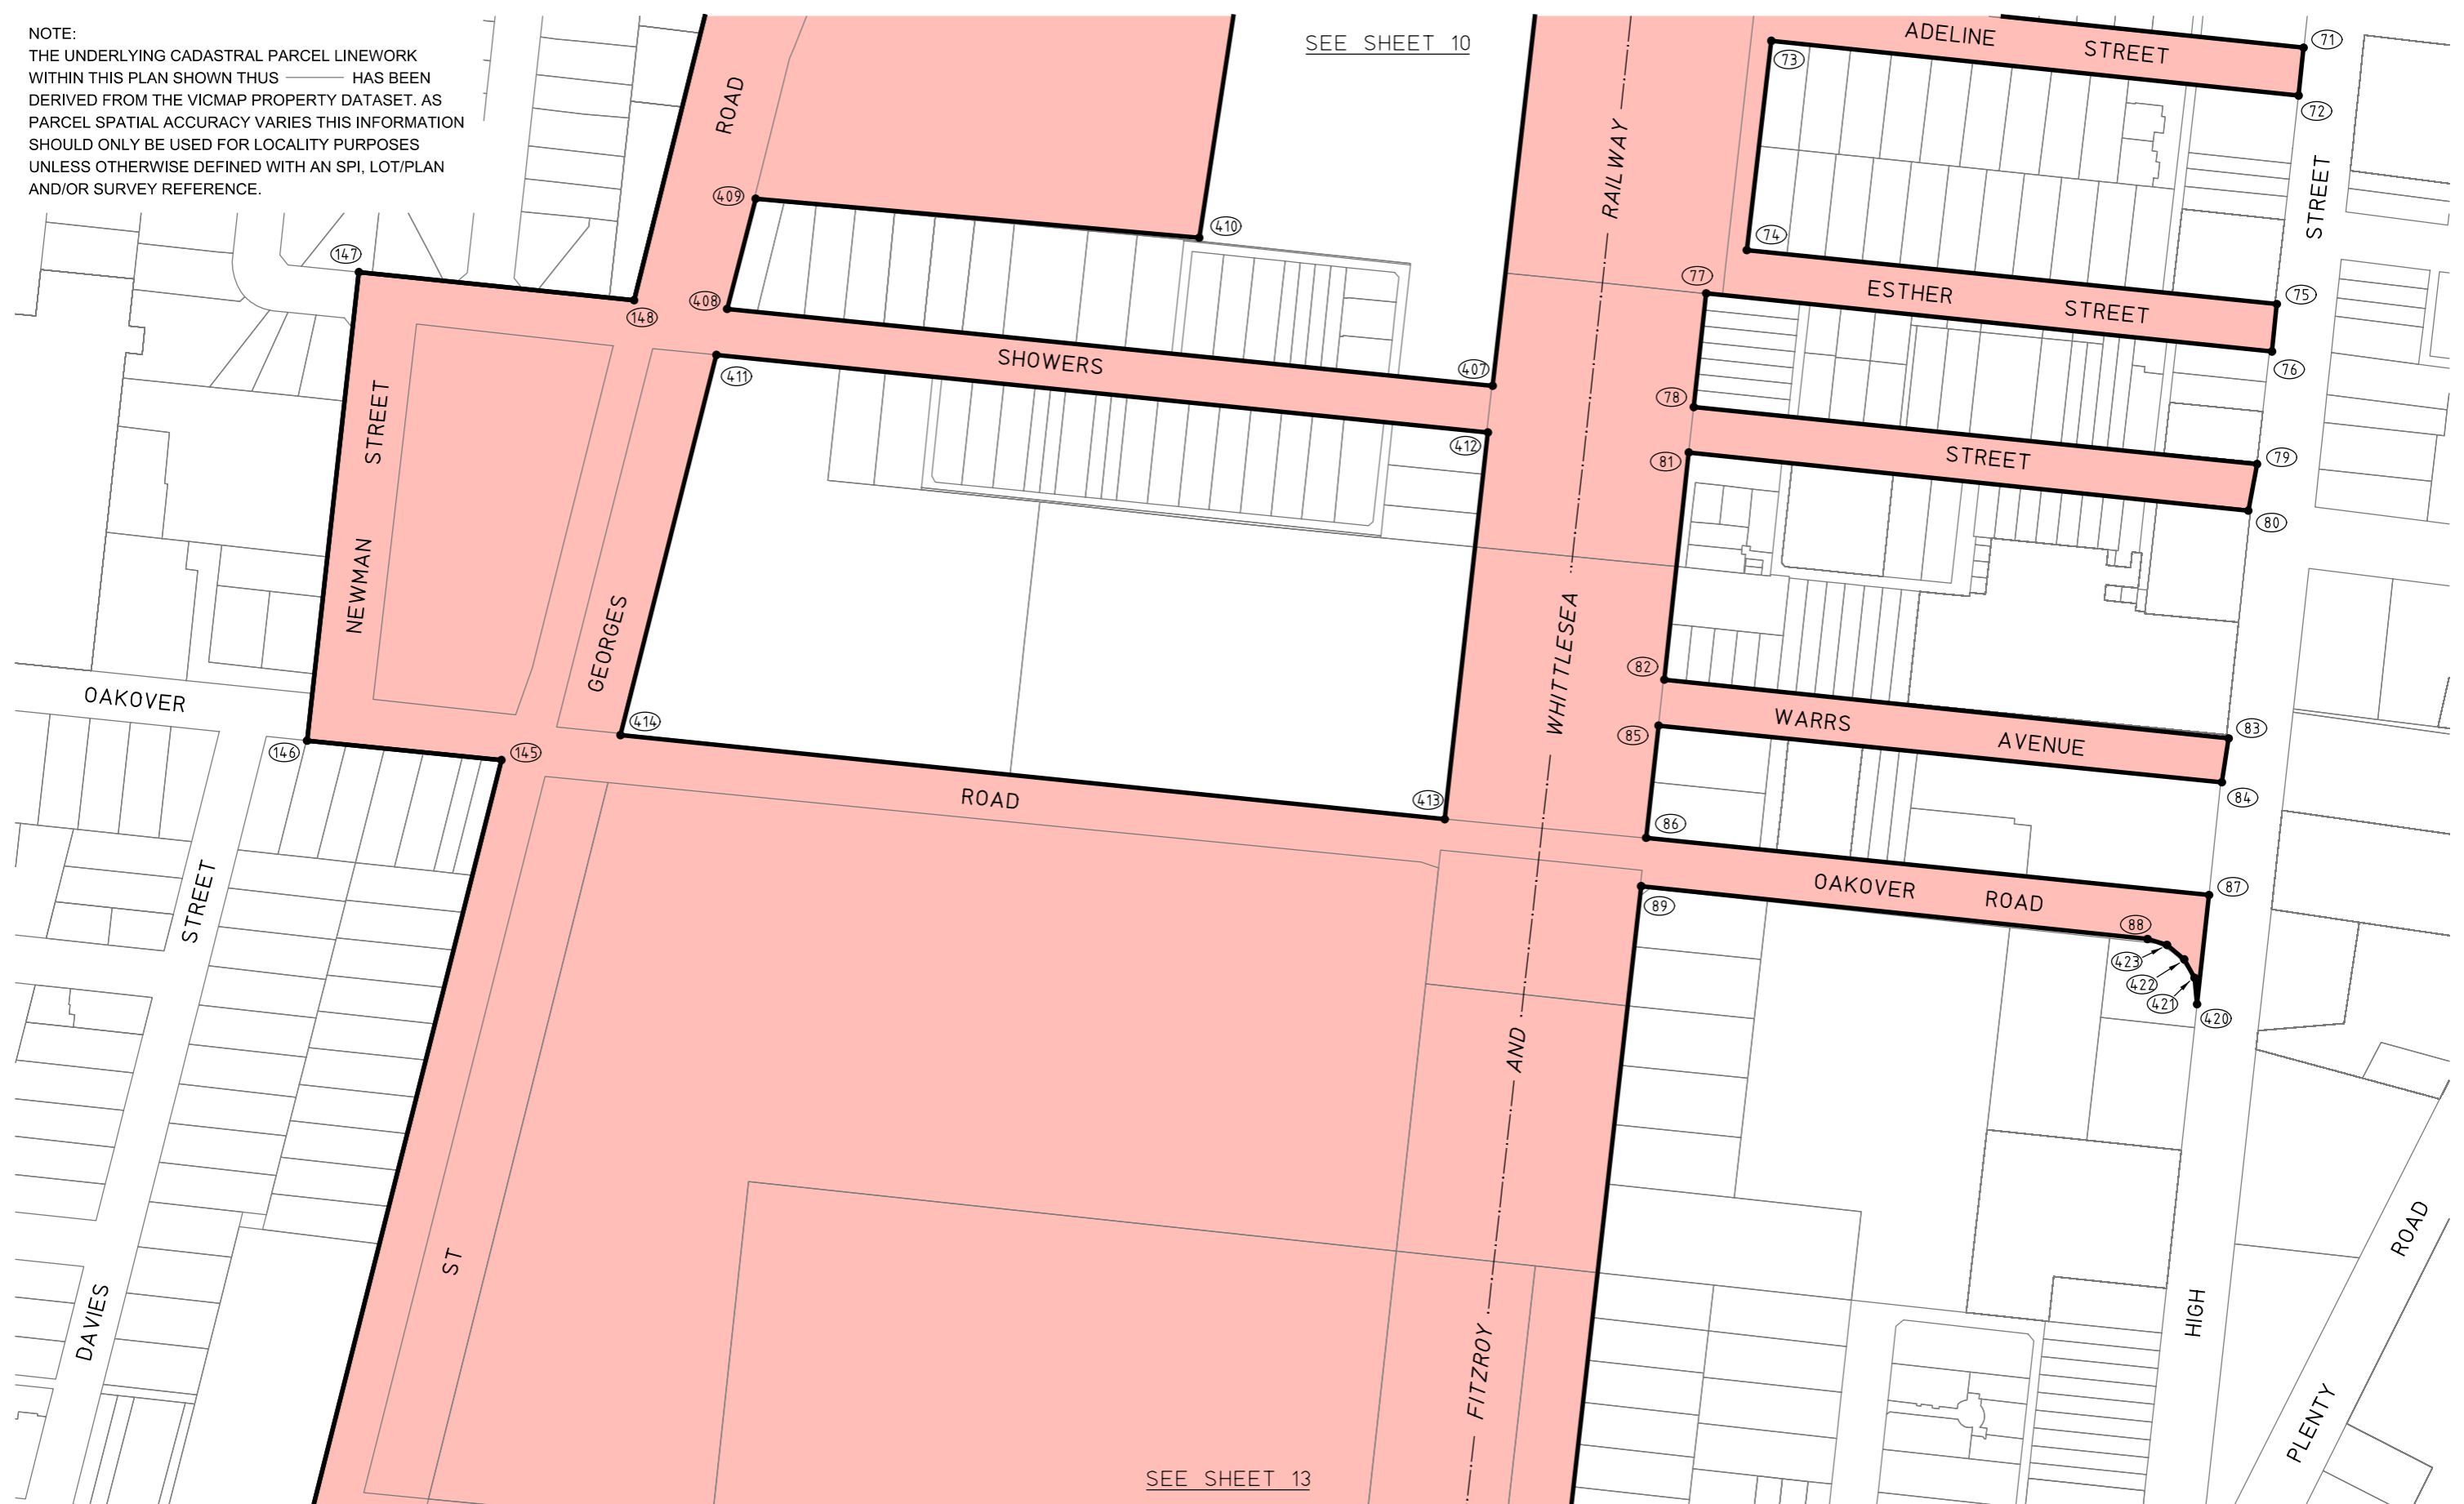 NOTE:
THE UNDERLYING CADASTRAL PARCEL LINEWORK
WITHIN THIS PLAN SHOWN THUS HAS BEEN
DERIVED FROM THE VICMAP PROPERTY DATASET. AS
PARCEL SPATIAL ACCURACY VARIES THIS INFORMATION
SHOULD ONLY BE USED FOR LOCALITY PURPOSES
UNLESS OTHERWISE DEFINED WITH AN SPI, LOT/PLAN
AND/OR SURVEY REFERENCE.
SEE SHEET 10
ADELINE STREET
71
73
72
ROAD
RAILWAY
STREET
409
410
74
147
148
408
77
75
ESTHER STREET
SHOWERS
411
407
76
78
412
STREET
79
81
80
STREET
NEWMAN
GEORGES
WHITTLESEA
82
OAKOVER
414
WARRS AVENUE
83
85
146
145
ROAD
413
84
86
OAKOVER ROAD
87
89
88
423
422
421
420
STREET
AND
ST
DAVIES
FITZROY
HIGH
ROAD
PLENTY
SEE SHEET 13